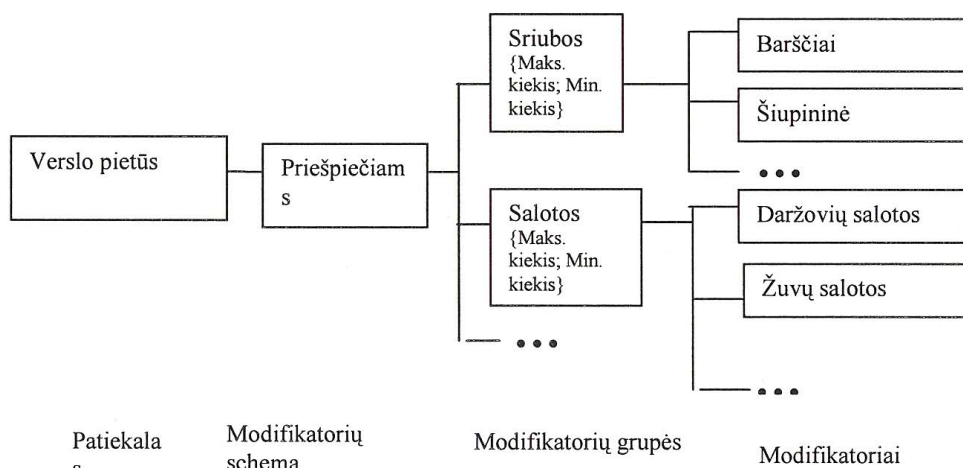 Verslo pietūs
Priešpiečiam
s
Sriubos
{Maks.
kiekis; Min.
kiekis}
Salotos
{Maks.
kiekis; Min.
kiekis}
Barščiai
Šiupininė
Daržovių salotos
Žuvų salotos
Patiekala
s
Modifikatorių
schema
Modifikatorių grupės
Modifikatoriai